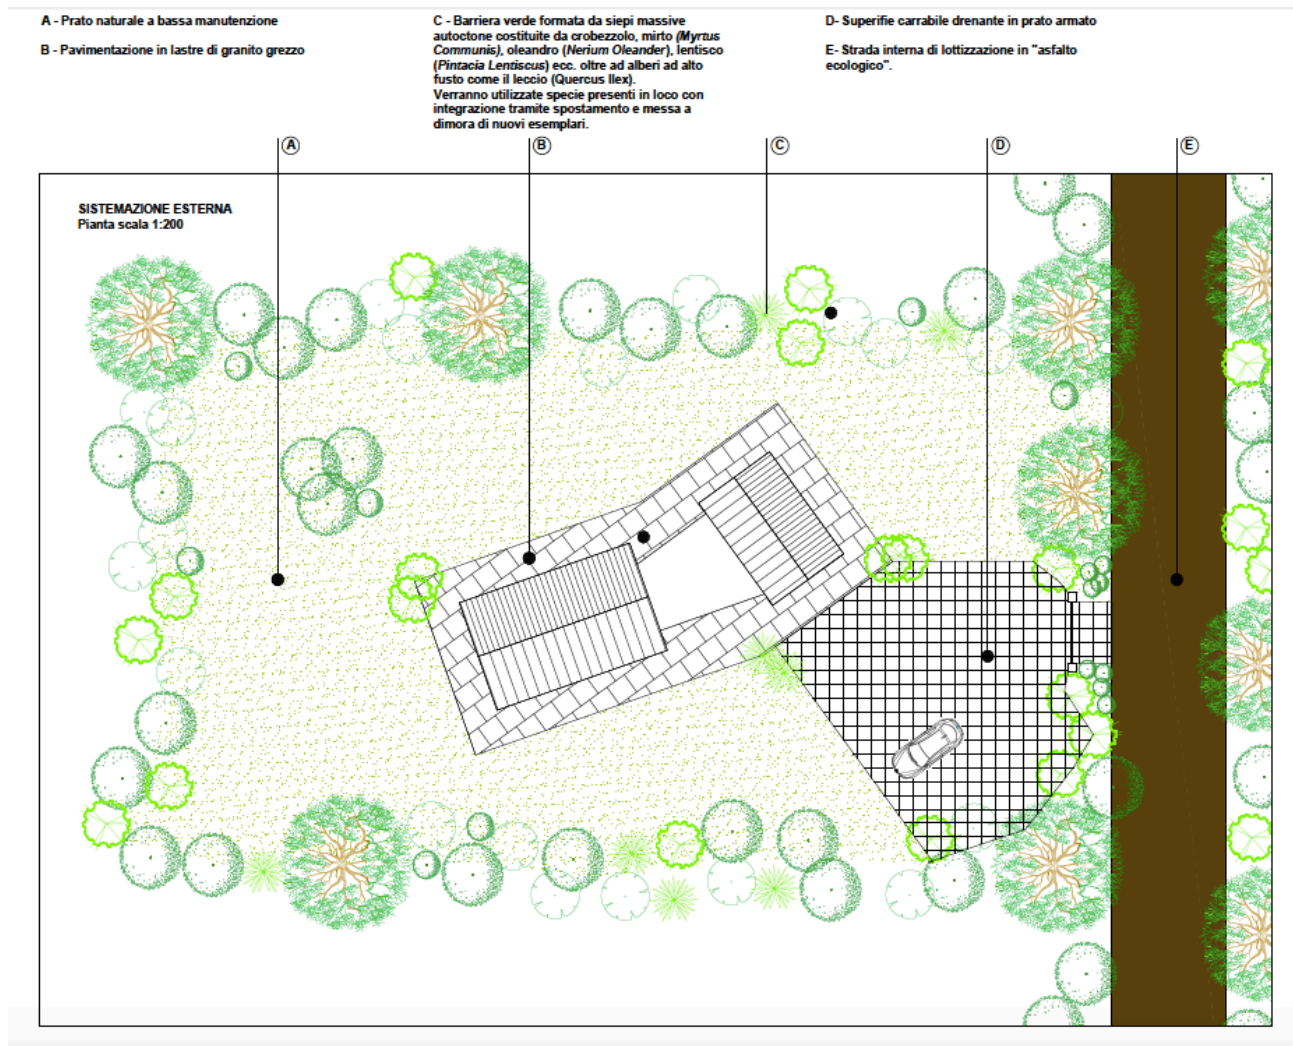 A - Prato naturale a bassa manutenzione
B - Pavimentazione in lastre di granito grezzo
C - Barriera verde formata da siepi massive
autoctone costituite da crobezzolo, mirto (Myrtus
Communis), oleandro (Nerium Oleander), lentisco
(Pintacia Lentiscus) ecc. oltre ad alberi ad alto
fusto come il leccio (Quercus Ilex).
Verranno utilizzate specie presenti in loco con
integrazione tramite spostamento e messa a
dimora di nuovi esemplari.
D- Superifie carrabile drenante in prato armato
E- Strada interna di lottizzazione in "asfalto
ecologico".
A
B
C
D
E
SISTEMAZIONE ESTERNA
Pianta scala 1:200